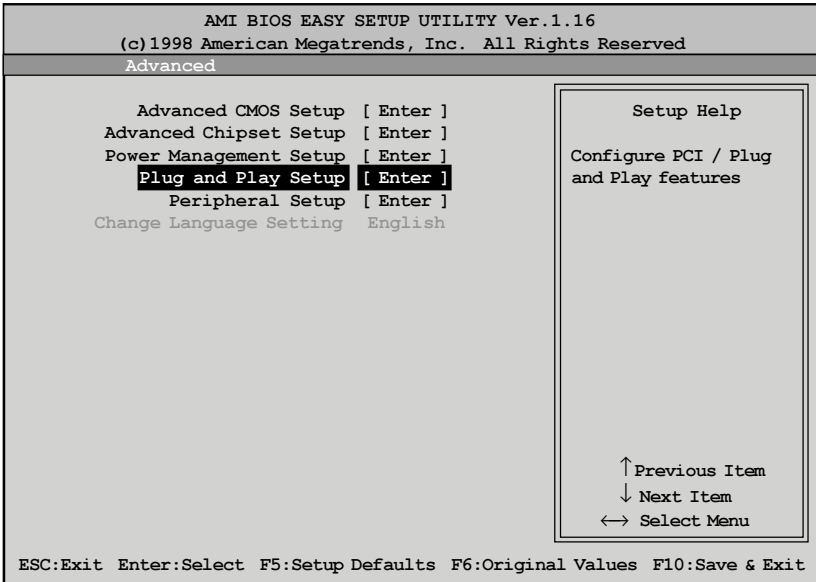 AMI BIOS EASY SETUP UTILITY Ver.1.16
(c)1998 American Megatrends, Inc. All Rights Reserved
Advanced
Advanced CMOS Setup [ Enter ]
Advanced Chipset Setup [ Enter ]
Power Management Setup [ Enter ]
Plug and Play Setup [ Enter ]
Peripheral Setup [ Enter ]
Change Language Setting English
Setup Help
Configure PCI / Plug
and Play features
↑Previous Item
↓ Next Item
↔ Select Menu
ESC:Exit Enter:Select F5:Setup Defaults F6:Original Values F10:Save & Exit